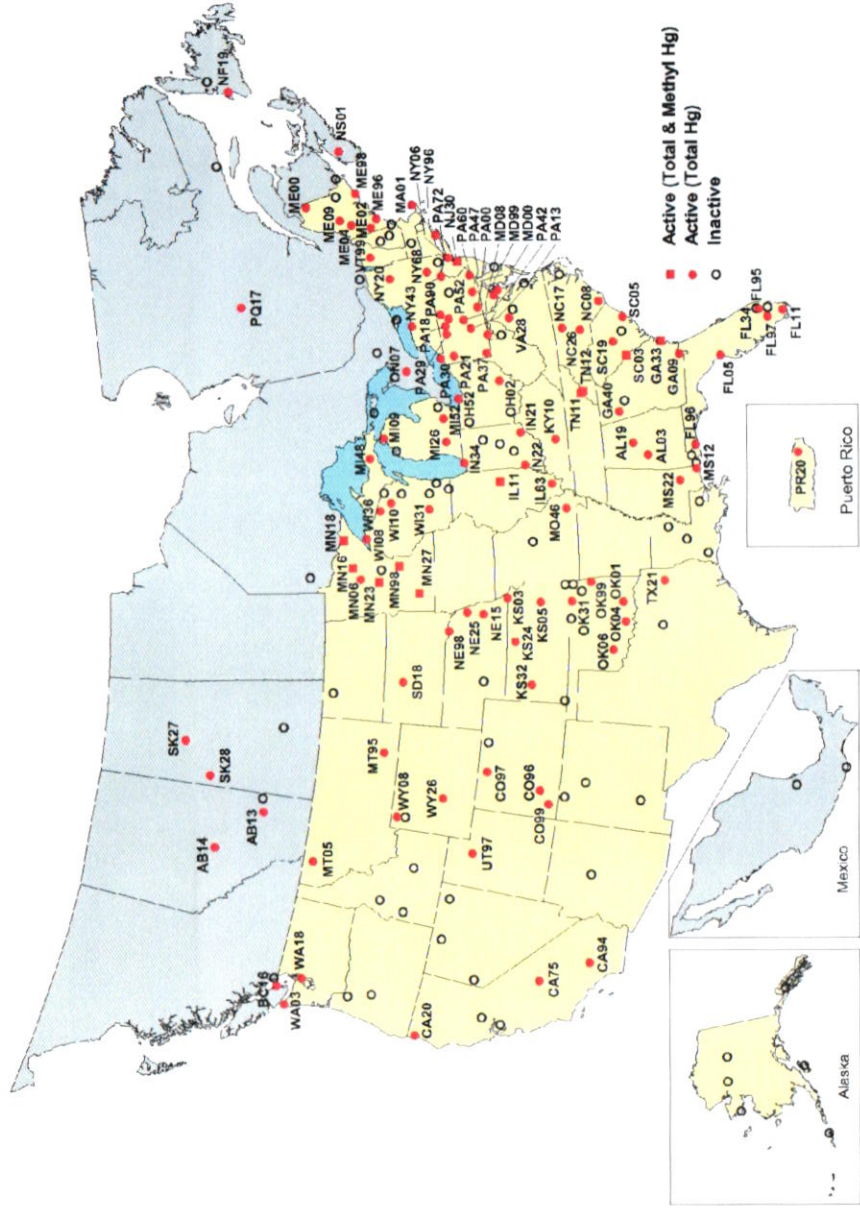 NF19
NS01
ME00
ME09
ME98
ME04
ME02
ME96
VT99
MA01
NY20
NY06
NY96
NY68
NY43
PA72
NJ30
PA60
PA47
PA00
MD08
MD99
MD00
PA42
PA13
PA90
PA52
PA18
PQ17
ON07
PA29
PA30
PA21
PA37
VA28
OH52
OH02
MI48
MI09
MI26
MI52
IN34
IN21
IN22
KY10
IL11
IL63
TN12
TN11
NC17
NC08
NC26
SC05
SC19
SC03
GA40
GA33
GA09
AL19
AL03
FL96
MS12
MS22
FL05
FL34
FL95
FL97
FL11
MN18
MN16
MN06
MN23
MN98
MN27
WI36
WI08
WI10
WI31
MO46
NE98
NE25
NE15
KS03
KS24
KS05
KS32
OK31
OK99
OK01
OK04
OK06
TX21
SD18
SK27
SK28
AB13
AB14
MT95
MT05
WY08
WY26
CO97
CO96
CO99
UT97
BC16
WA18
WA03
CA20
CA75
CA94
Active (Total & Methyl Hg)
Active (Total Hg)
Inactive
PR20
Puerto Rico
Mexico
Alaska